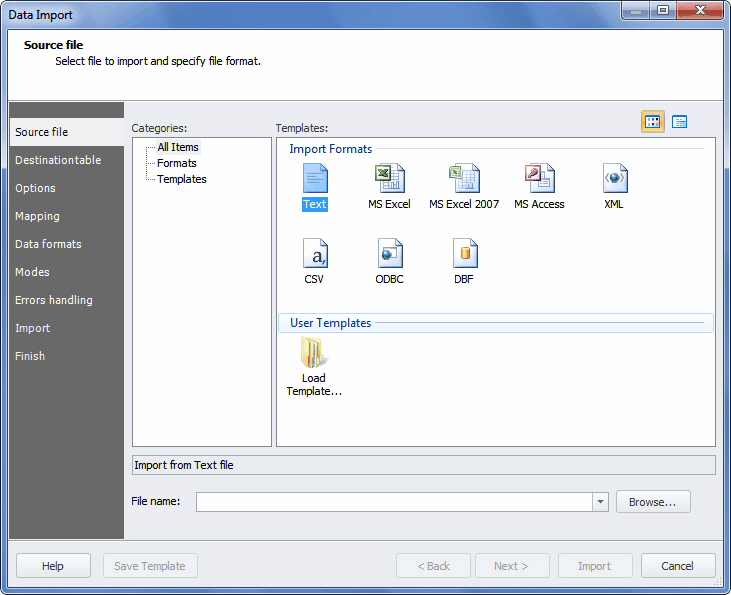 Data Import
Source file
Select file to import and specify file format.
Source file
Destinationtable
Options
Mapping
Data formats
Modes
Errors handling
Import
Finish
Categories:
All Items
Formats
Templates
Templates:
Import Formats
Text
MS Excel
MS Excel 2007
MS Access
XML
CSV
ODBC
DBF
User Templates
Load
Template...
Import from Text file
File name:
Browse...
Help
Save Template
< Back
Next >
Import
Cancel